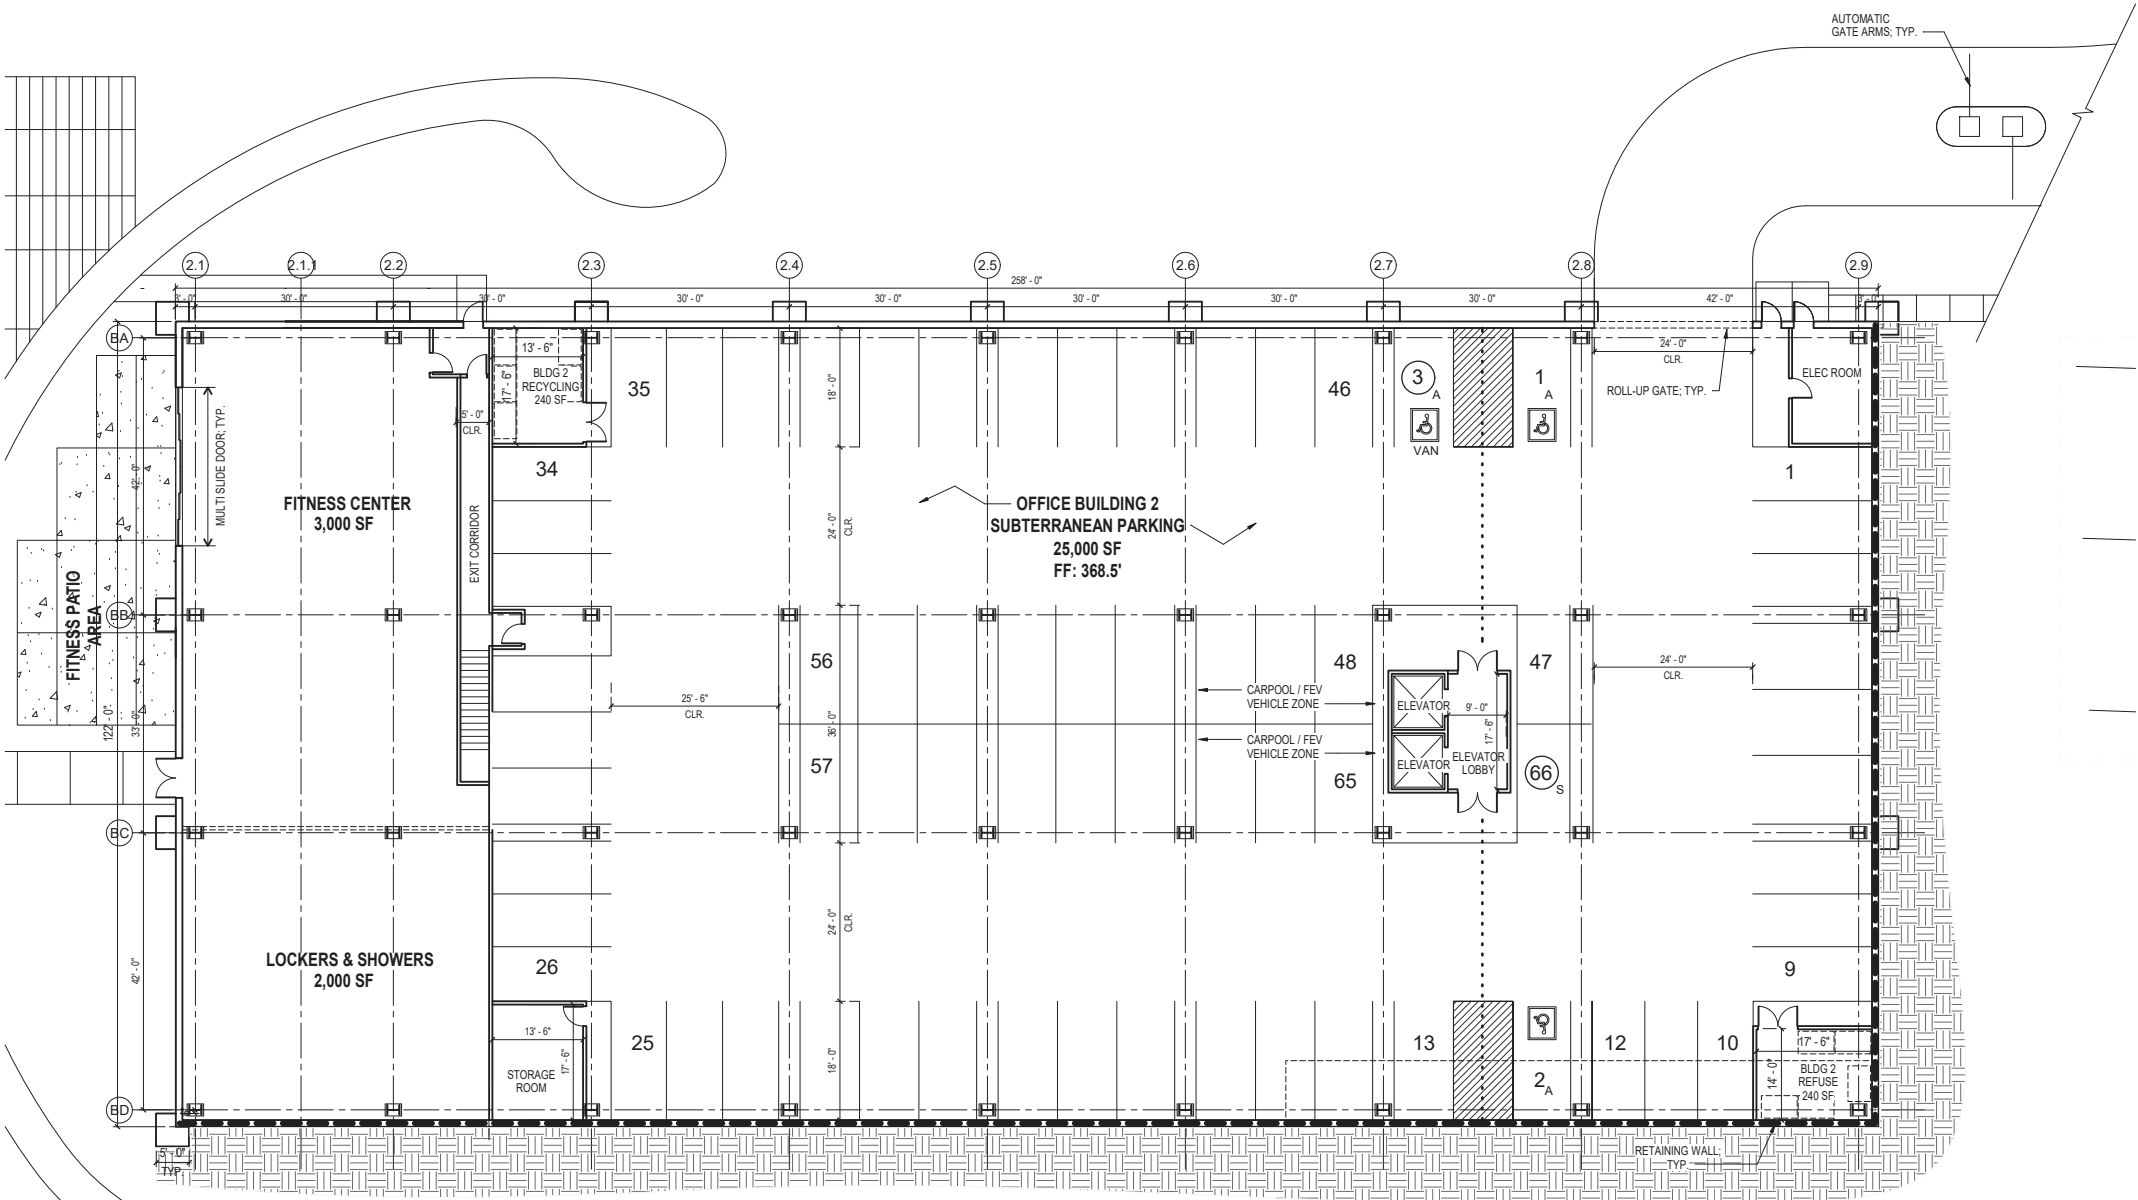 AUTOMATIC
GATE ARMS; TYP.
2.1
2.1.1
2.2
2.3
2.4
2.5
2.6
2.7
2.8
2.9
258' - 0"
3' - 0"
30' - 0"
30' - 0"
30' - 0"
30' - 0"
30' - 0"
30' - 0"
30' - 0"
30' - 0"
42' - 0"
3' - 0"
BA
13' - 6"
BLDG 2
RECYCLING
240 SF
17' - 6"
5' - 0"
CLR.
35
18' - 0"
46
3
A
VAN
1
A
24' - 0"
CLR.
ROLL-UP GATE; TYP.
ELEC ROOM
MULTI SLIDE DOOR; TYP.
42' - 0"
34
1
FITNESS CENTER
3,000 SF
EXIT CORRIDOR
24' - 0"
CLR.
OFFICE BUILDING 2
SUBTERRANEAN PARKING
25,000 SF
FF: 368.5'
FITNESS PATIO
AREA
BB
122' - 0"
33' - 0"
56
48
47
24' - 0"
CLR.
25' - 6"
CLR.
36' - 0"
CARPOOL / FEV
VEHICLE ZONE
CARPOOL / FEV
VEHICLE ZONE
ELEVATOR
9' - 0"
17' - 6"
ELEVATOR
ELEVATOR
LOBBY
57
65
66
S
BC
LOCKERS & SHOWERS
2,000 SF
42' - 0"
24' - 0"
CLR.
26
9
13' - 6"
17' - 6"
STORAGE
ROOM
25
18' - 0"
13
2
A
12
10
17' - 6"
14' - 0"
BLDG 2
REFUSE
240 SF
BD
5' - 0"
TYP.
RETAINING WALL;
TYP.